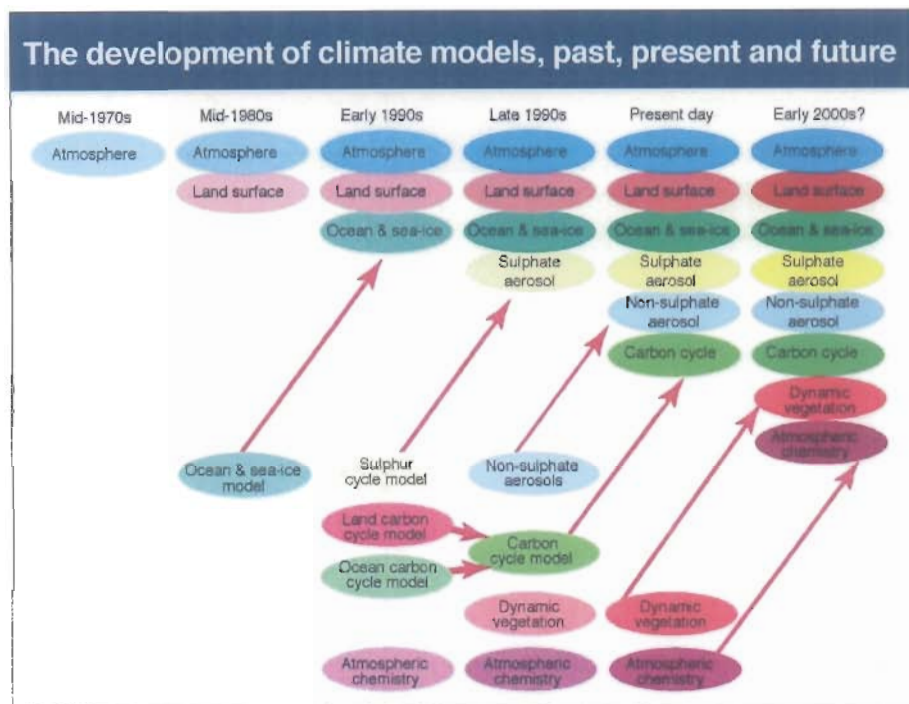 The development of climate models, past, present and future
Mid-1970s
Mid-1980s
Early 1990s
Late 1990s
Present day
Early 2000s?
Atmosphere
Atmosphere
Atmosphere
Atmosphere
Atmosphere
Atmosphere
Land surface
Land surface
Land surface
Land surface
Land surface
Ocean & sea-ice
Ocean & sea-ice
Ocean & sea-ice
Ocean & sea-ice
Sulphate
aerosol
Sulphate
aerosol
Sulphate
aerosol
Non-sulphate
aerosol
Non-sulphate
aerosol
Carbon cycle
Carbon cycle
Dynamic
vegetation
Atmospheric
chemistry
Ocean & sea-ice
model
Sulphur
cycle model
Non-sulphate
aerosols
Land carbon
cycle model
Carbon
cycle model
Ocean carbon
cycle model
Dynamic
vegetation
Dynamic
vegetation
Atmospheric
chemistry
Atmospheric
chemistry
Atmospheric
chemistry